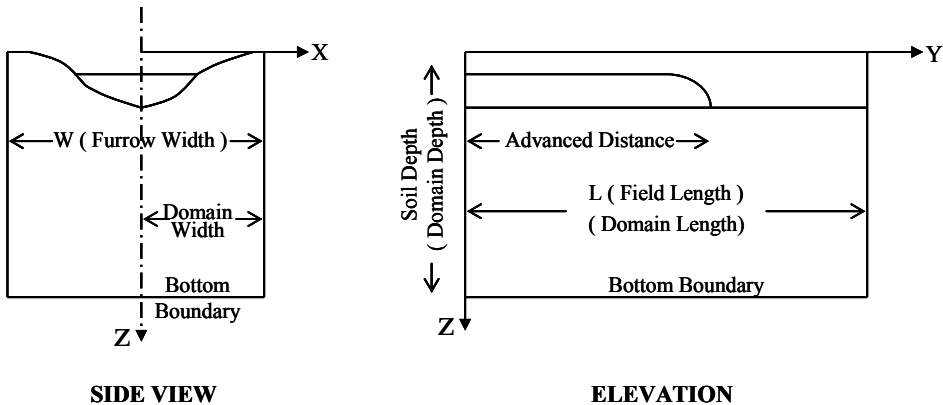 X
W ( Furrow Width )
Domain
Width
Bottom
Boundary
Z
SIDE VIEW
Y
Soil Depth
( Domain Depth )
Advanced Distance
L ( Field Length )
( Domain Length)
Bottom Boundary
Z
ELEVATION